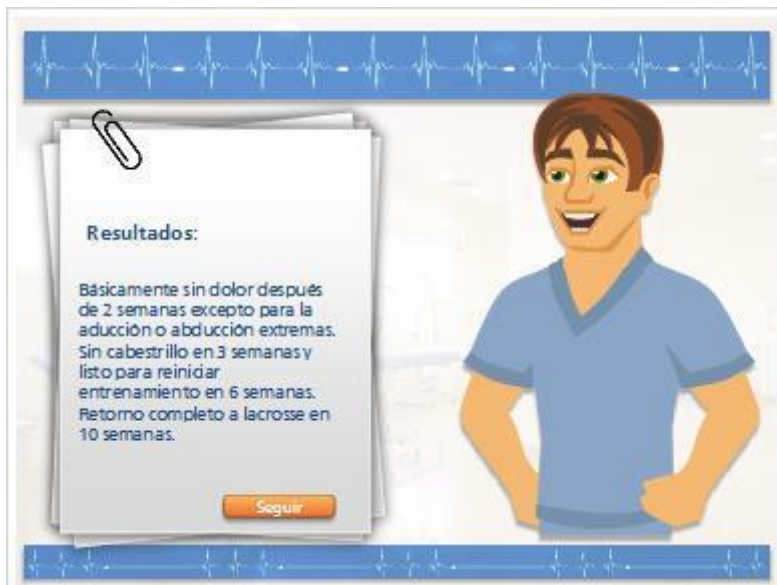 Resultados:
Básicamente sin dolor después
de 2 semanas excepto para la
aducción o abducción extremas.
Sin cabestrillo en 3 semanas y
listo para reiniciar
entrenamiento en 6 semanas.
Retorno completo a lacrosse en
10 semanas.
Seguir